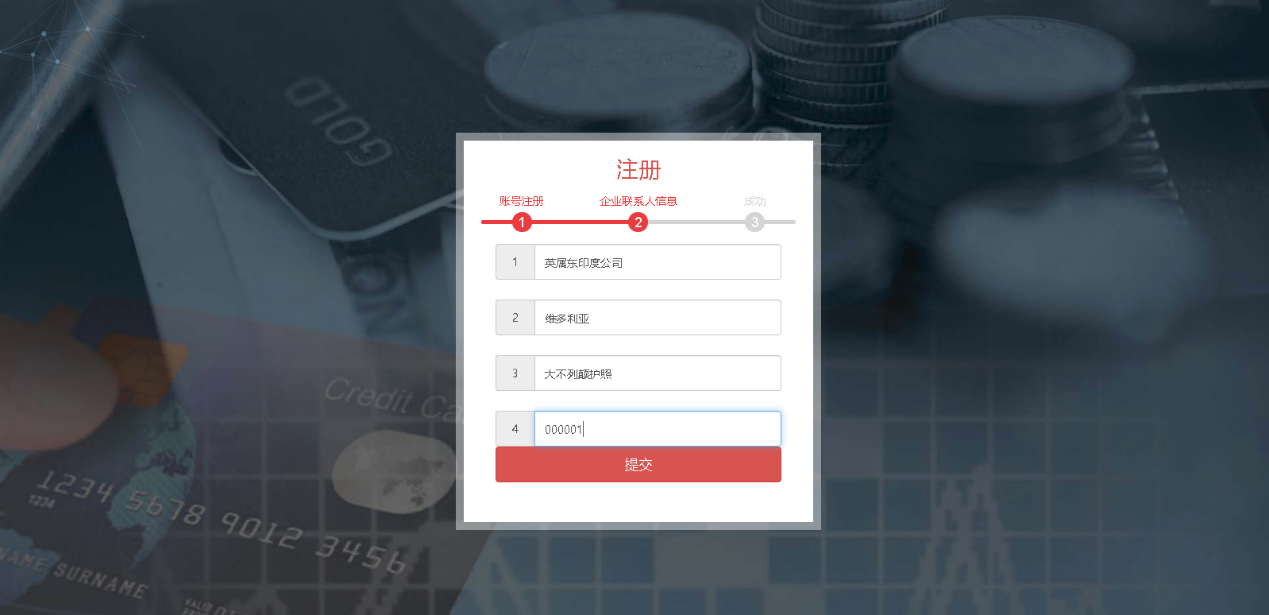 GOLD
注册
账号注册 企业联系人信息 成功
1 2 3
1 英属东印度公司
2 维多利亚
3 大不列颠护照
4 000001
提交
Credit Ca
1234 5678 9012 3456
1234
NAME SURNAME